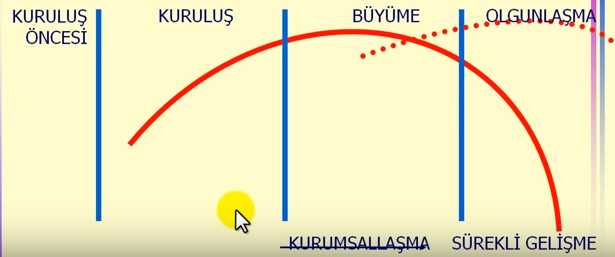 KURULUŞ
ÖNCESİ
KURULUŞ
BÜYÜME
OLGUNLAŞMA
KURUMSALLAŞMA
SÜREKLİ GELİŞME